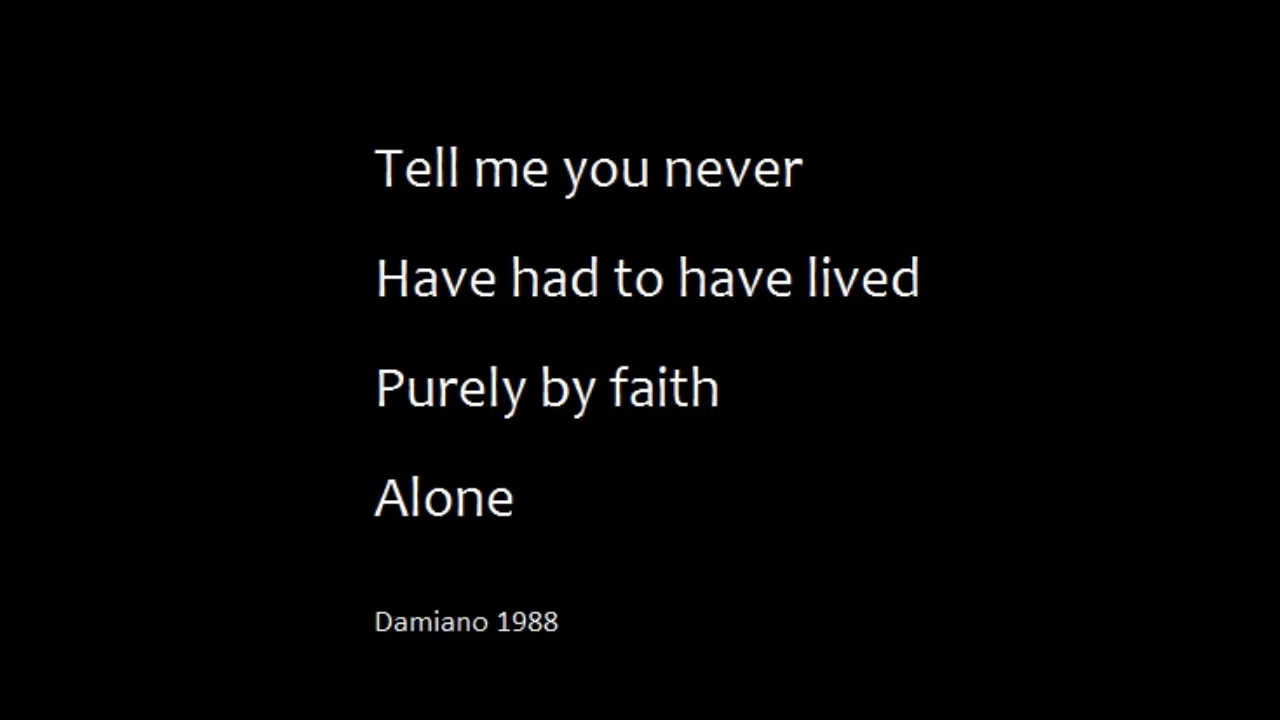 Tell me you never
Have had to have lived
Purely by faith
Alone
Damiano 1988